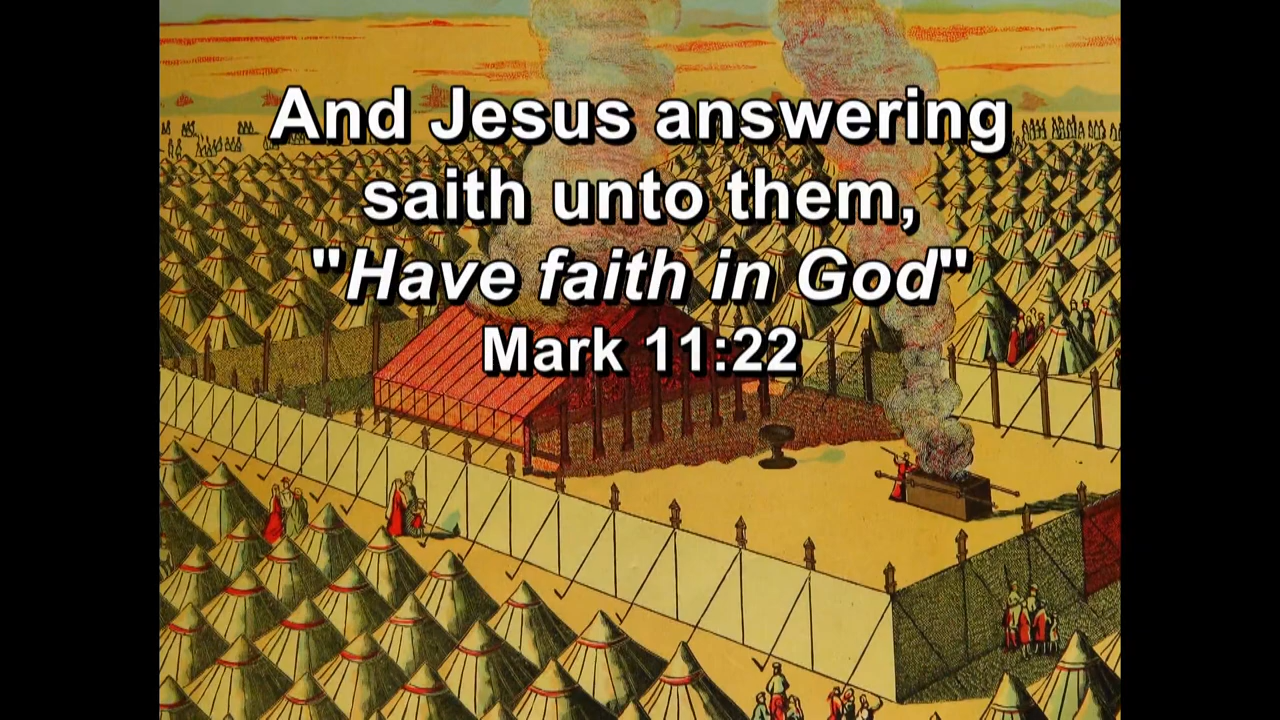 And Jesus answering
saith unto them,
"Have faith in God"
Mark 11:22